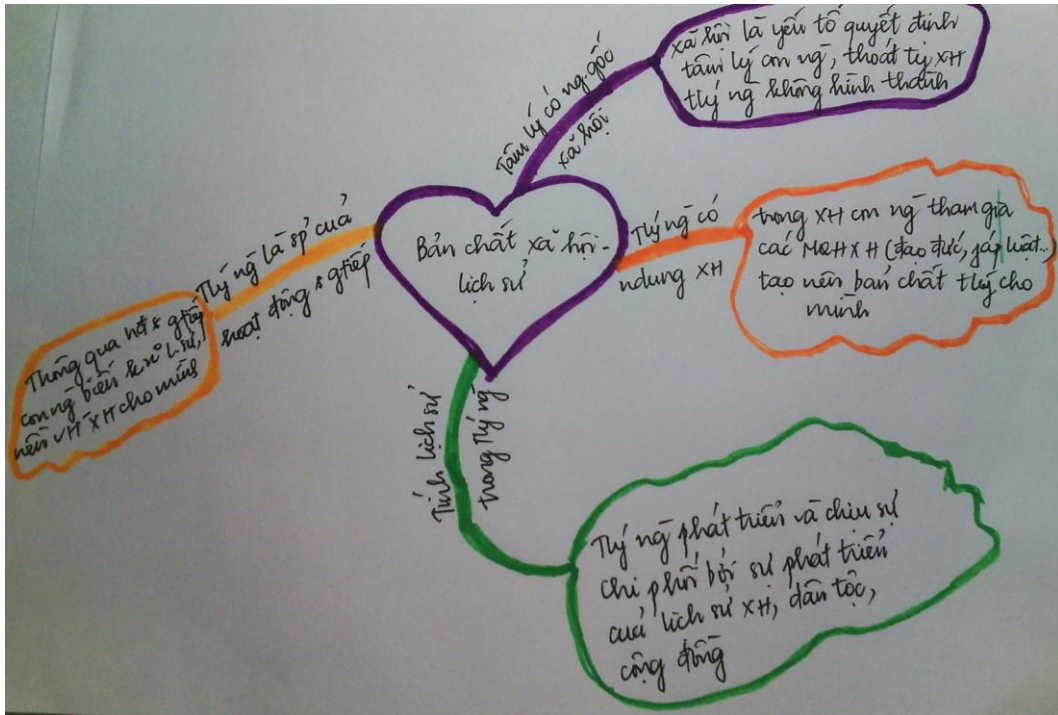 Bản chất xã hội -
lịch sử
Tâm lý có ng. gốc
xã hội
xã hội là yếu tố quyết định
tâm lý con ng, thoát ly XH
tlý ng không hình thành
Tlý ng có
ndung XH
trong XH con ng tham gia
các MQHXH (đạo đức, pháp luật..)
tạo nên bản chất tlý cho
mình
Tính lịch sử
trong tlý ng
Tlý ng phát triển và chịu sự
chi phối bởi sự phát triển
của lịch sử XH, dân tộc,
cộng đồng
Tlý ng là sp của
hoạt động & gtiếp
Thông qua hđ & gtiếp
con ng biến
nền VH XH cho mình